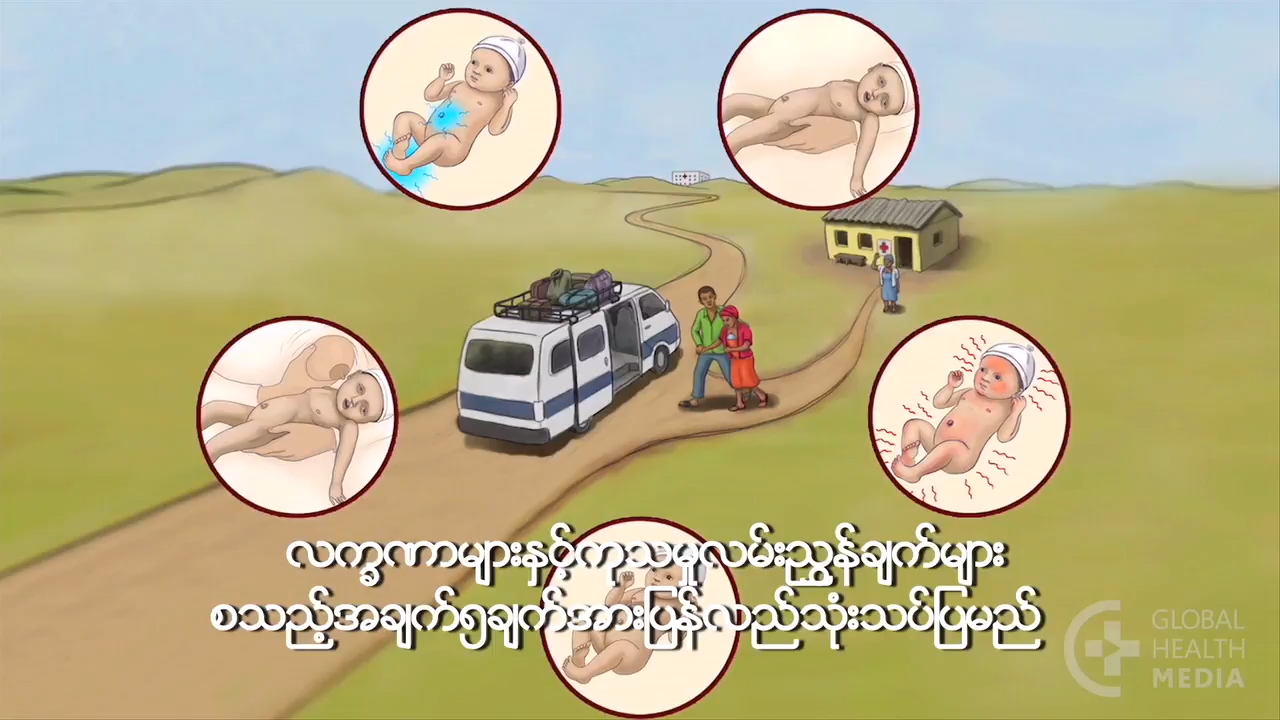 လက္ခဏာများနှင့်ကုသမှုလမ်းညွှန်ချက်များ
စသည့်အချက်၅ချက်အားပြန်လည်သုံးသပ်ပြမည်
GLOBAL
HEALTH
MEDIA